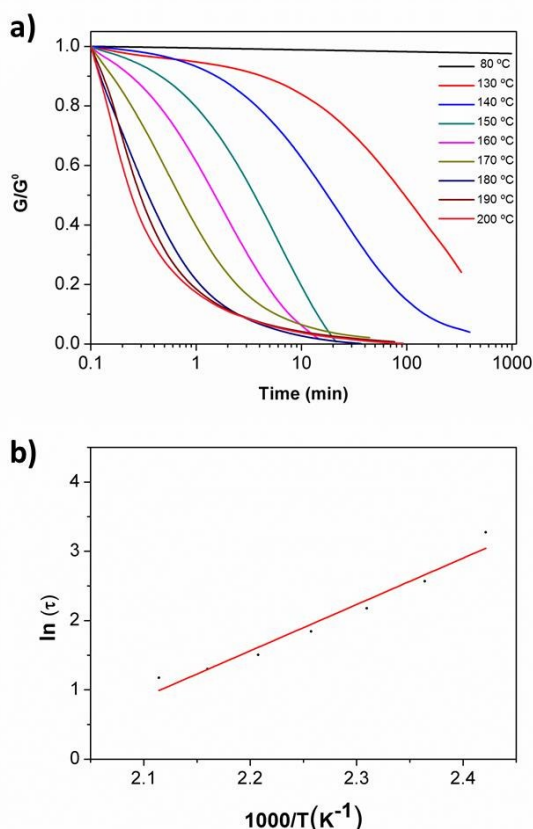 a)
1.0
0.8
0.6
0.4
0.2
0.0
G/G⁰
80 ºC
130 ºC
140 ºC
150 ºC
160 ºC
170 ºC
180 ºC
190 ºC
200 ºC
0.1 1 10 100 1000
Time (min)
b)
4
3
2
1
0
ln (τ)
2.1 2.2 2.3 2.4
1000/T(K⁻¹)